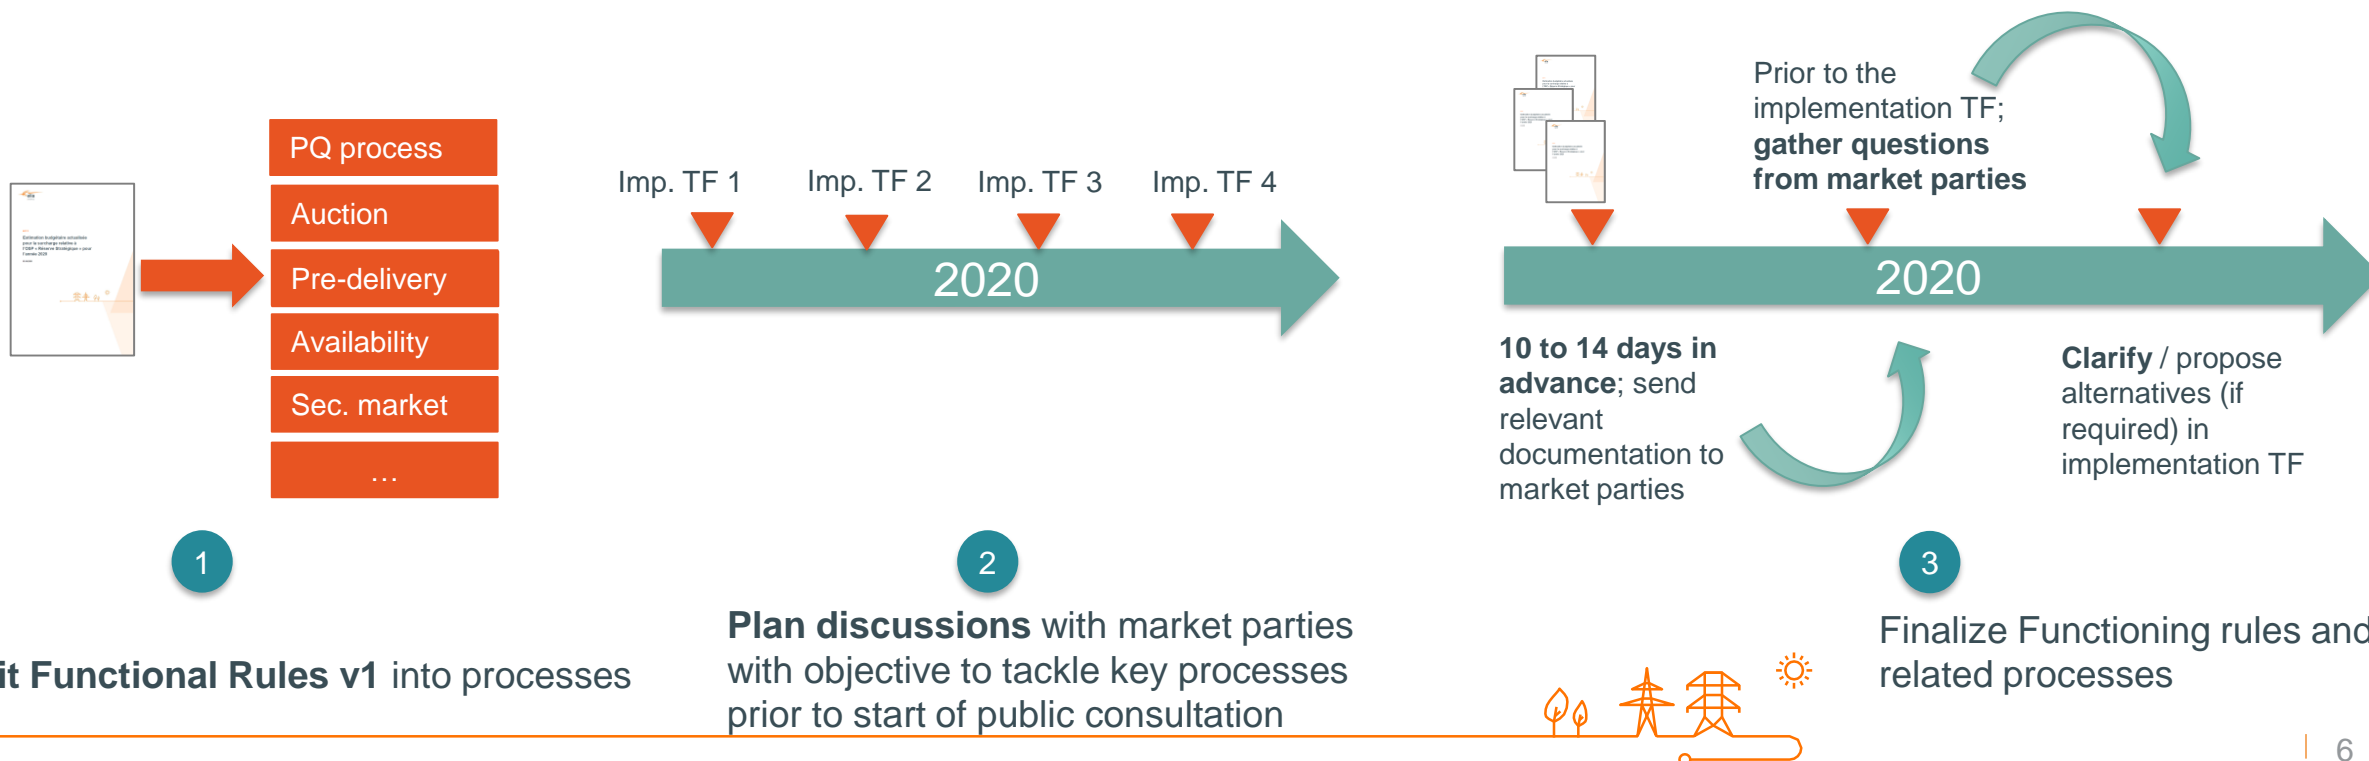 PQ process
Auction
Pre-delivery
Availability
Sec. market
…
1
it Functional Rules v1 into processes
Imp. TF 1
Imp. TF 2
Imp. TF 3
Imp. TF 4
2020
2
Plan discussions with market parties
with objective to tackle key processes
prior to start of public consultation
Prior to the
implementation TF;
gather questions
from market parties
2020
10 to 14 days in
advance; send
relevant
documentation to
market parties
Clarify / propose
alternatives (if
required) in
implementation TF
3
Finalize Functioning rules and
related processes
6